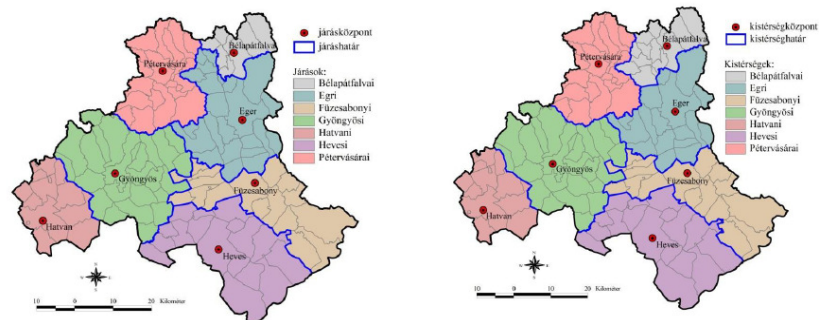 járásközpont
járáshatár
Járások:
Bélapátfalvai
Egri
Füzesabonyi
Gyöngyösi
Hatvani
Hevesi
Pétervásárai
Bélapátfalva
Pétervására
Eger
Gyöngyös
Füzesabony
Hatvan
Heves
10 0 10 20 Kilométer
kistérségközpont
kistérséghatár
Kistérségek:
Bélapátfalvai
Egri
Füzesabonyi
Gyöngyösi
Hatvani
Hevesi
Pétervásárai
Bélapátfalva
Pétervására
Eger
Gyöngyös
Füzesabony
Hatvan
Heves
10 0 10 20 Kilométer